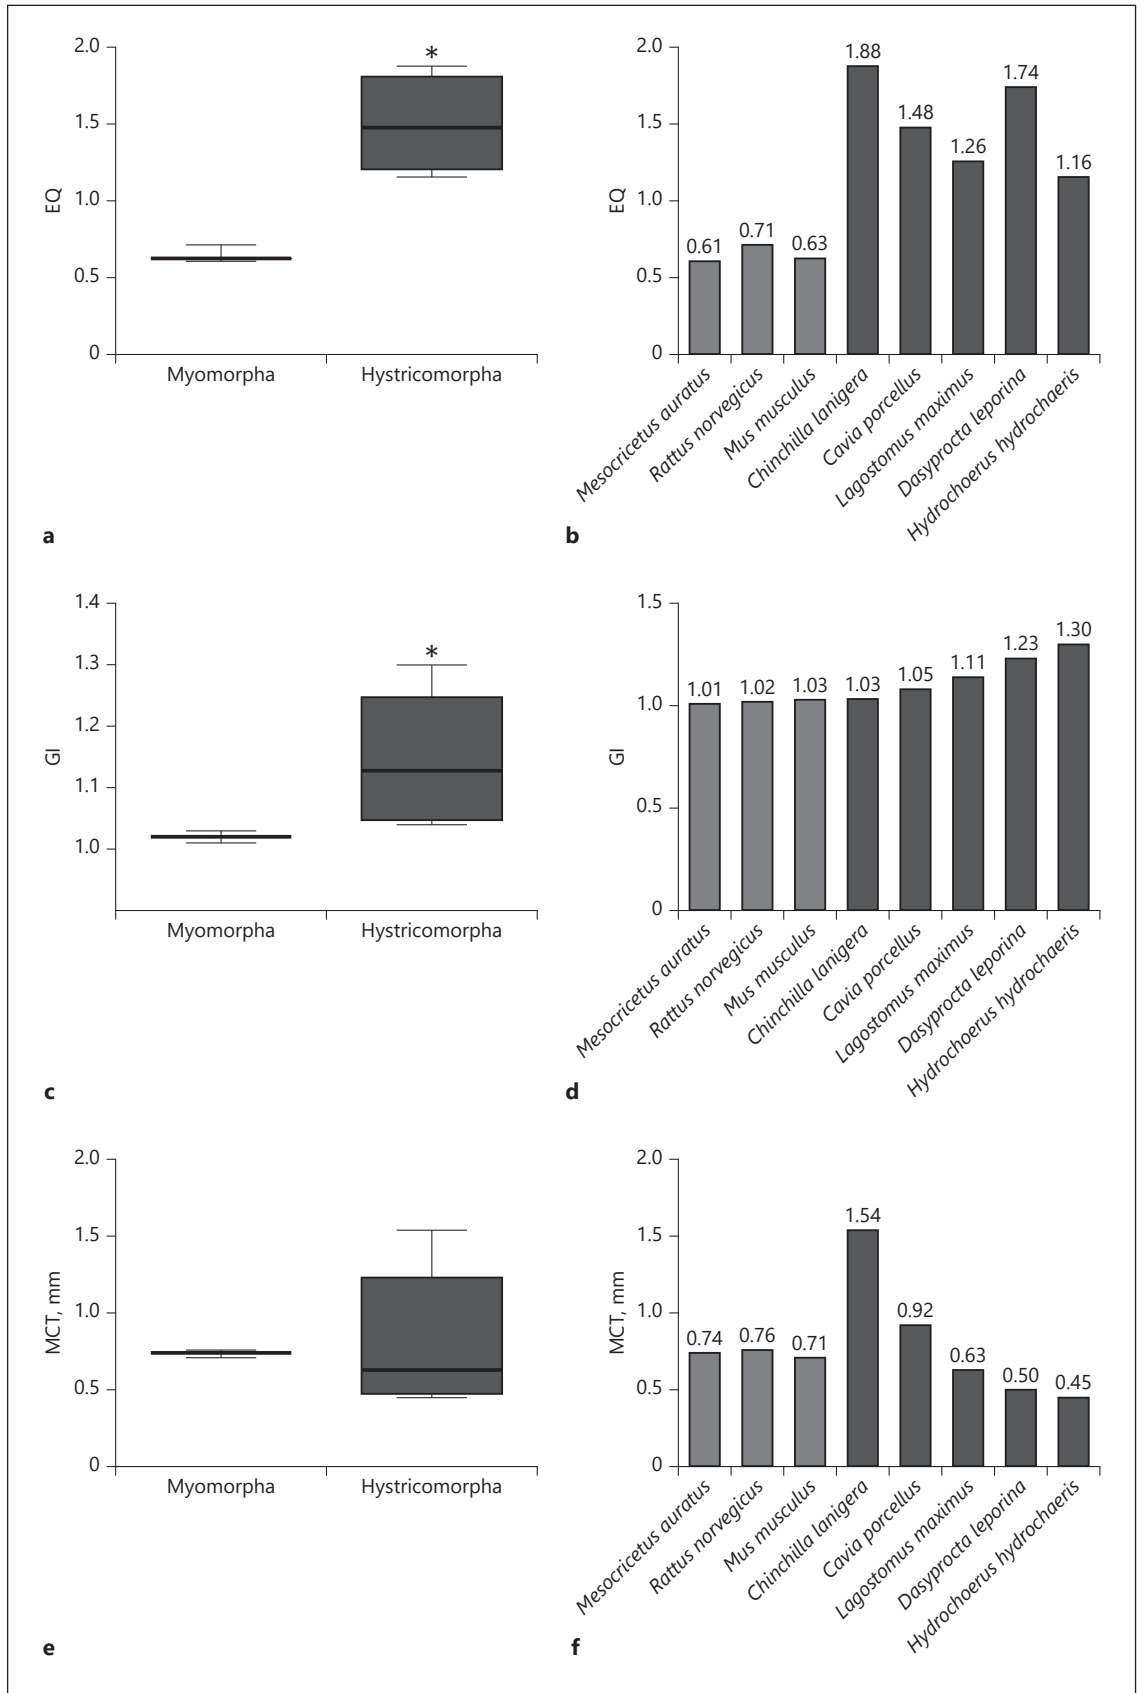 2.0
1.5
1.0
0.5
0
EQ
*
Myomorpha
Hystricomorpha
a
2.0
1.5
1.0
0.5
0
EQ
0.61
0.71
0.63
1.88
1.48
1.26
1.74
1.16
Mesocricetus auratus
Rattus norvegicus
Mus musculus
Chinchilla lanigera
Cavia porcellus
Lagostomus maximus
Dasyprocta leporina
Hydrochoerus hydrochaeris
b
1.4
1.3
1.2
1.1
1.0
GI
*
Myomorpha
Hystricomorpha
c
1.5
1.0
0.5
0
GI
1.01
1.02
1.03
1.03
1.05
1.11
1.23
1.30
Mesocricetus auratus
Rattus norvegicus
Mus musculus
Chinchilla lanigera
Cavia porcellus
Lagostomus maximus
Dasyprocta leporina
Hydrochoerus hydrochaeris
d
2.0
1.5
1.0
0.5
0
MCT, mm
Myomorpha
Hystricomorpha
e
2.0
1.5
1.0
0.5
0
MCT, mm
0.74
0.76
0.71
1.54
0.92
0.63
0.50
0.45
Mesocricetus auratus
Rattus norvegicus
Mus musculus
Chinchilla lanigera
Cavia porcellus
Lagostomus maximus
Dasyprocta leporina
Hydrochoerus hydrochaeris
f